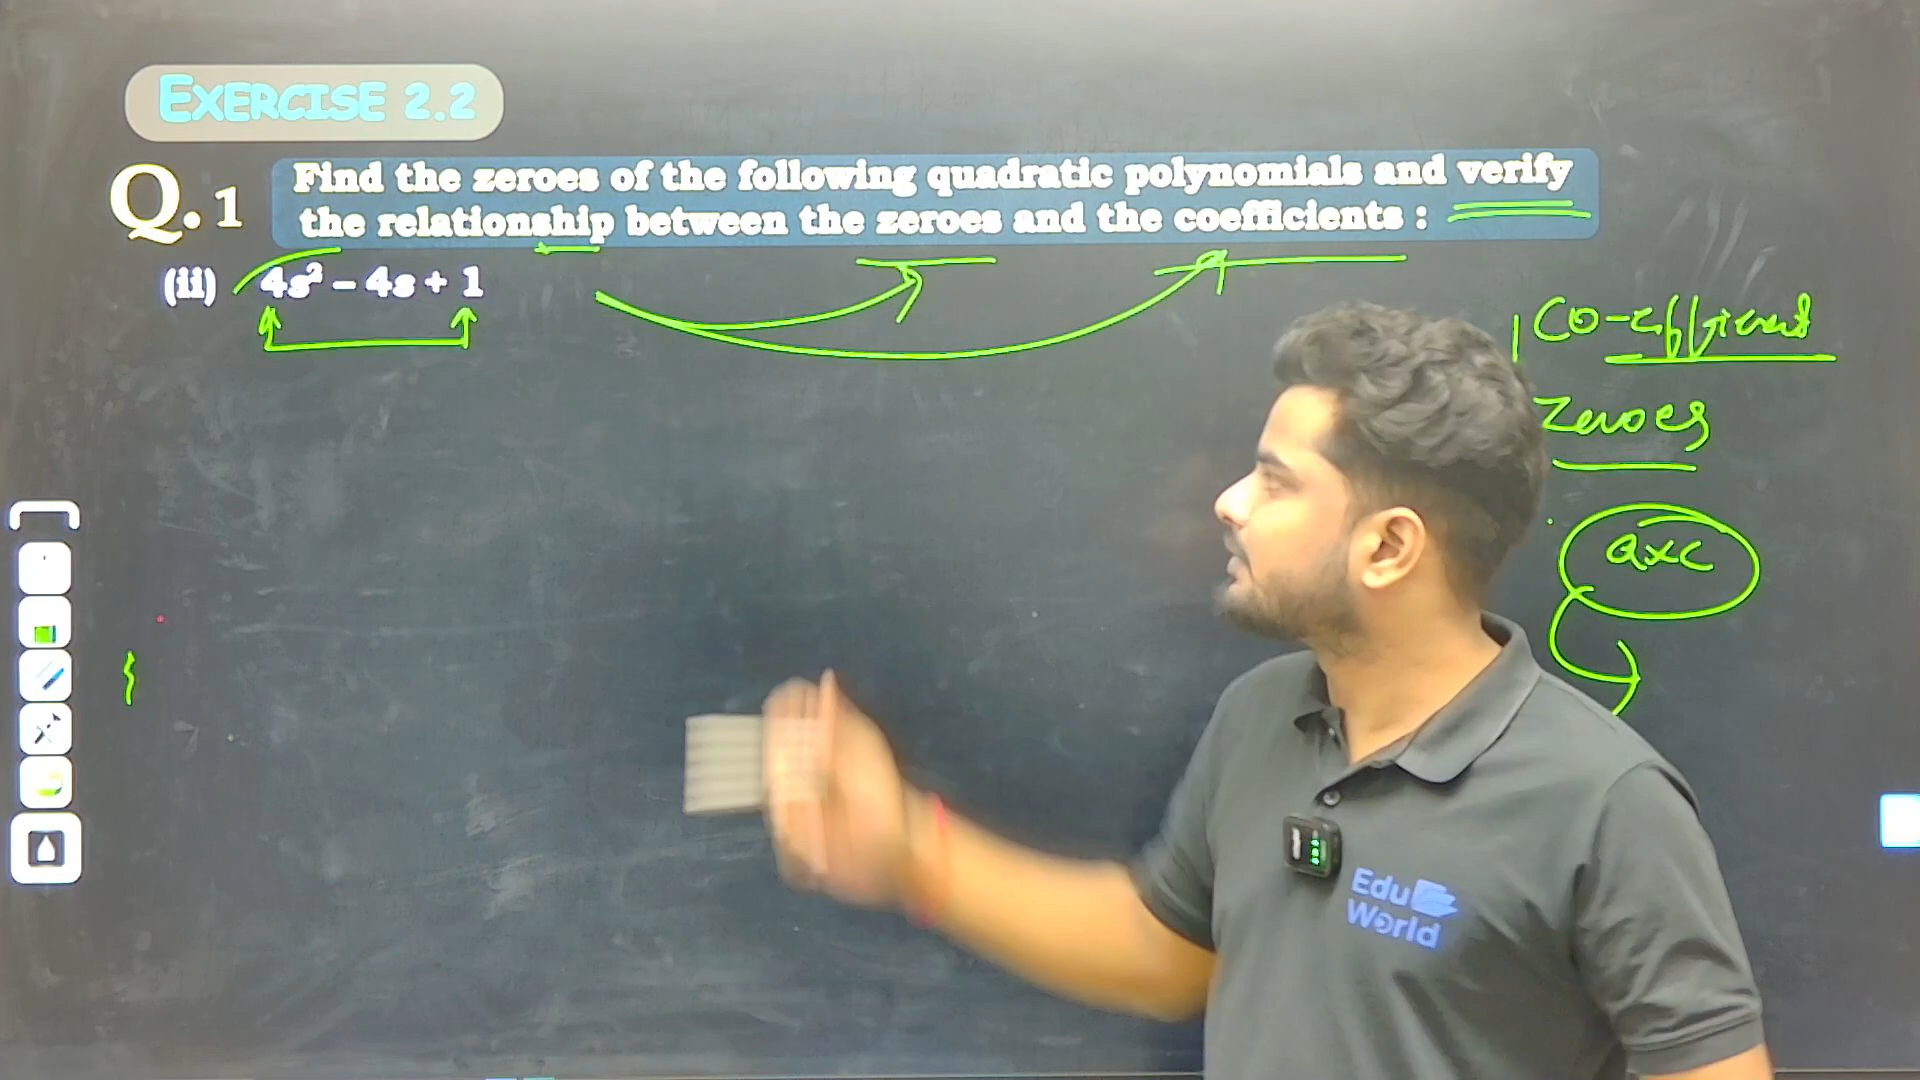 EXERCISE 2.2
Q. 1 Find the zeroes of the following quadratic polynomials and verify
the relationship between the zeroes and the coefficients :
(ii) 4s² – 4s + 1
Co-efficient
Zeroes
axc
Edu
World